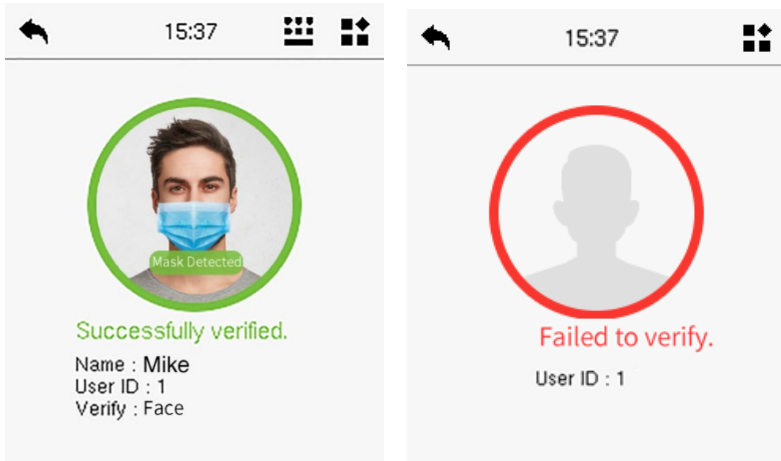 15:37
Mask Detected
Successfully verified.
Name : Mike
User ID : 1
Verify : Face
15:37
Failed to verify.
User ID : 1